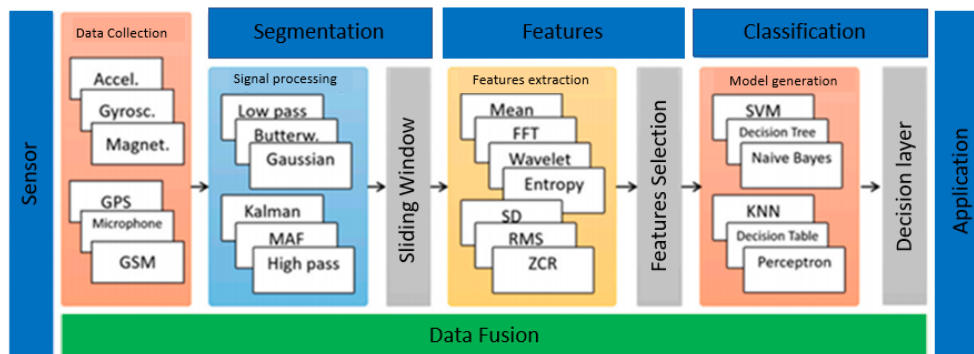 Sensor
Data Collection
Accel.
Gyrosc.
Magnet.
GPS
Microphone
GSM
Segmentation
Signal processing
Low pass
Butterw.
Gaussian
Kalman
MAF
High pass
Sliding Window
Features
Features extraction
Mean
FFT
Wavelet
Entropy
SD
RMS
ZCR
Features Selection
Classification
Model generation
SVM
Decision Tree
Naive Bayes
KNN
Decision Table
Perceptron
Decision layer
Application
Data Fusion